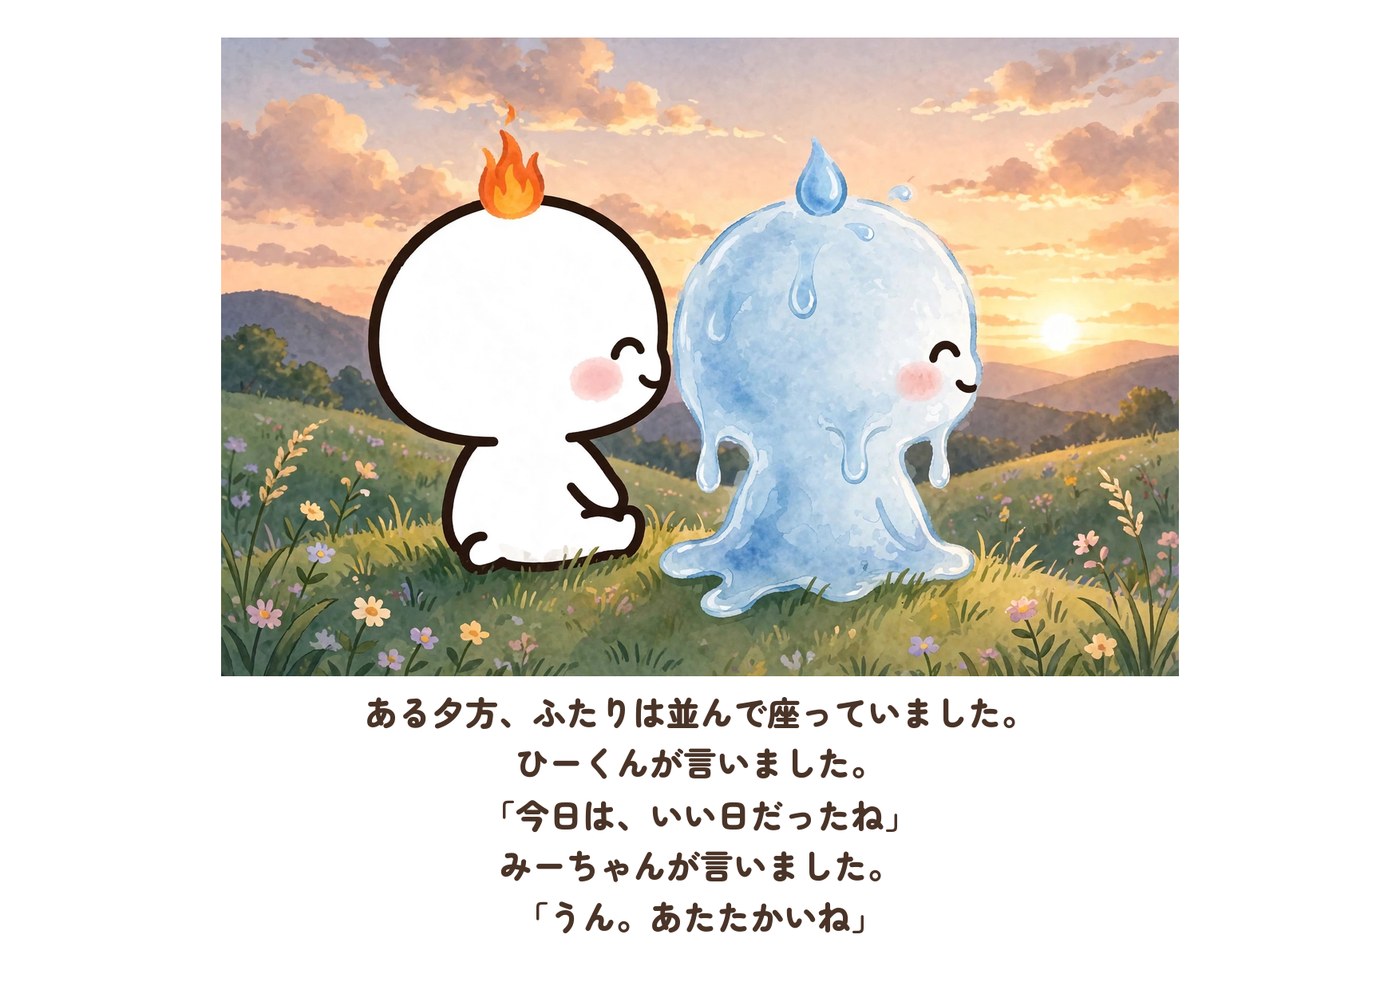 ある夕方、ふたりは並んで座っていました。
ひーくんが言いました。
「今日は、いい日だったね」
みーちゃんが言いました。
「うん。あたたかいね」